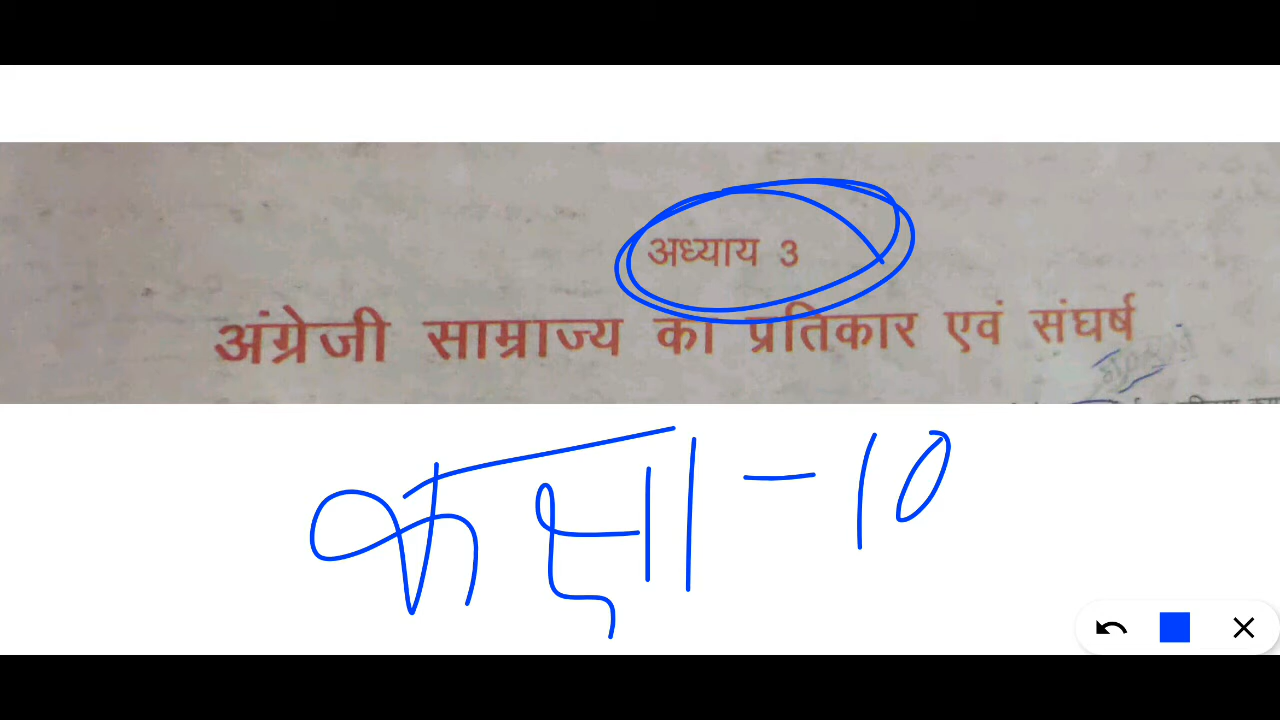 अध्याय 3
अंग्रेजी साम्राज्य का प्रतिकार एवं संघर्ष
कक्षा - 10